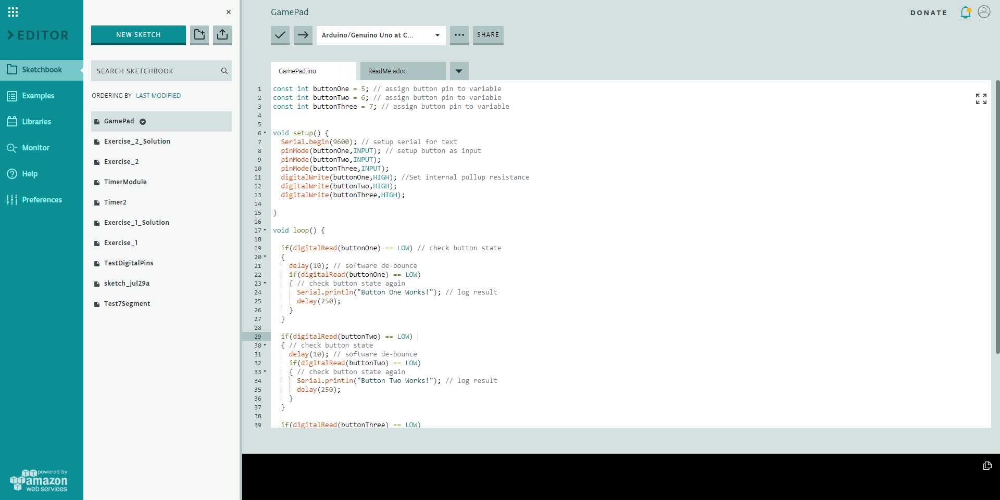 EDITOR
Sketchbook
Examples
Libraries
Monitor
Help
Preferences
powered by
amazon
web services
×
NEW SKETCH
SEARCH SKETCHBOOK
ORDERING BY LAST MODIFIED
GamePad
Exercise_2_Solution
Exercise_2
TimerModule
Timer2
Exercise_1_Solution
Exercise_1
TestDigitalPins
sketch_jul29a
Test7Segment
GamePad
DONATE
Arduino/Genuino Uno at C...
SHARE
GamePad.ino
ReadMe.adoc
1 const int buttonOne = 5; // assign button pin to variable
2 const int buttonTwo = 6; // assign button pin to variable
3 const int buttonThree = 7; // assign button pin to variable
4
5
6 void setup() {
7 Serial.begin(9600); // setup serial for text
8 pinMode(buttonOne,INPUT); // setup button as input
9 pinMode(buttonTwo,INPUT);
10 pinMode(buttonThree,INPUT);
11 digitalWrite(buttonOne,HIGH); //Set internal pullup resistance
12 digitalWrite(buttonTwo,HIGH);
13 digitalWrite(buttonThree,HIGH);
14
15 }
16
17 void loop() {
18
19 if(digitalRead(buttonOne) == LOW) // check button state
20 {
21 delay(10); // software de-bounce
22 if(digitalRead(buttonOne) == LOW)
23 { // check button state again
24 Serial.println("Button One Works!"); // log result
25 delay(250);
26 }
27 }
28
29 if(digitalRead(buttonTwo) == LOW)
30 { // check button state
31 delay(10); // software de-bounce
32 if(digitalRead(buttonTwo) == LOW)
33 { // check button state again
34 Serial.println("Button Two Works!"); // log result
35 delay(250);
36 }
37 }
38
39 if(digitalRead(buttonThree) == LOW)